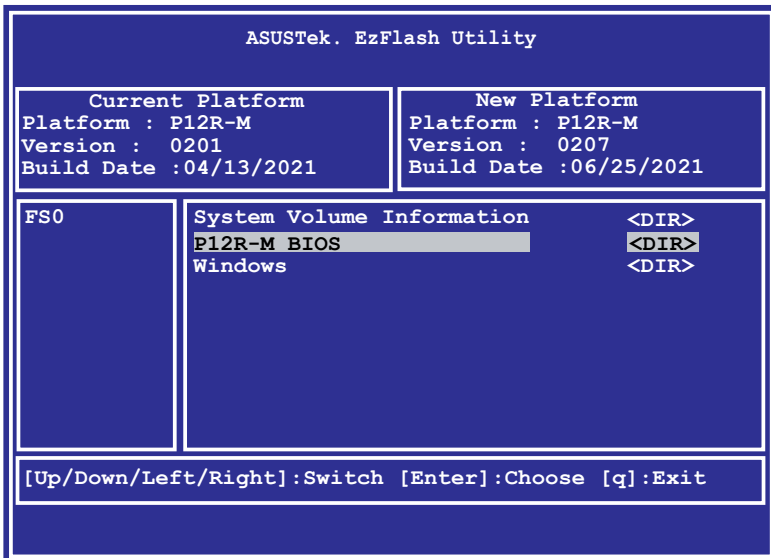 ASUSTek. EzFlash Utility
Current Platform
Platform : P12R-M
Version : 0201
Build Date :04/13/2021
New Platform
Platform : P12R-M
Version : 0207
Build Date :06/25/2021
FS0
System Volume Information <DIR>
P12R-M BIOS <DIR>
Windows <DIR>
[Up/Down/Left/Right]:Switch [Enter]:Choose [q]:Exit